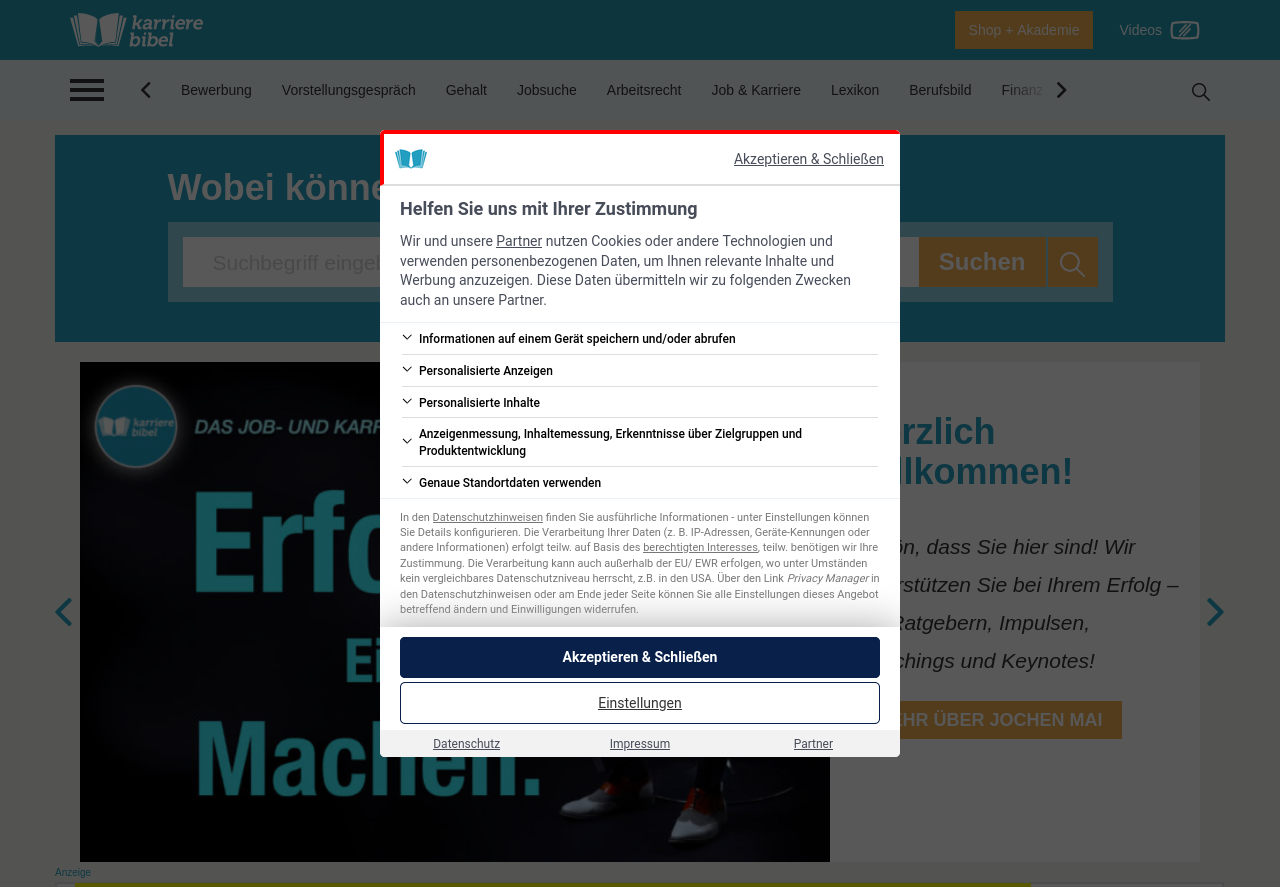 karriere
bibel
Shop + Akademie
Videos
Bewerbung
Vorstellungsgespräch
Gehalt
Jobsuche
Arbeitsrecht
Job & Karriere
Lexikon
Berufsbild
Finanz
Wobei könne
Suchbegriff eingel
Suchen
Akzeptieren & Schließen
Helfen Sie uns mit Ihrer Zustimmung
Wir und unsere Partner nutzen Cookies oder andere Technologien und
verwenden personenbezogenen Daten, um Ihnen relevante Inhalte und
Werbung anzuzeigen. Diese Daten übermitteln wir zu folgenden Zwecken
auch an unsere Partner.
Informationen auf einem Gerät speichern und/oder abrufen
Personalisierte Anzeigen
Personalisierte Inhalte
Anzeigenmessung, Inhaltemessung, Erkenntnisse über Zielgruppen und
Produktentwicklung
Genaue Standortdaten verwenden
In den Datenschutzhinweisen finden Sie ausführliche Informationen - unter Einstellungen können
Sie Details konfigurieren. Die Verarbeitung Ihrer Daten (z. B. IP-Adressen, Geräte-Kennungen oder
andere Informationen) erfolgt teilw. auf Basis des berechtigten Interesses, teilw. benötigen wir Ihre
Zustimmung. Die Verarbeitung kann auch außerhalb der EU/ EWR erfolgen, wo unter Umständen
kein vergleichbares Datenschutzniveau herrscht, z.B. in den USA. Über den Link Privacy Manager in
den Datenschutzhinweisen oder am Ende jeder Seite können Sie alle Einstellungen dieses Angebot
betreffend ändern und Einwilligungen widerrufen.
Akzeptieren & Schließen
Einstellungen
Datenschutz
Impressum
Partner
karriere
bibel
DAS JOB- UND KARR
Erfo
Ei
Machen.
rzlich
lkommen!
ön, dass Sie hier sind! Wir
rstützen Sie bei Ihrem Erfolg –
Ratgebern, Impulsen,
chings und Keynotes!
EHR ÜBER JOCHEN MAI
Anzeige